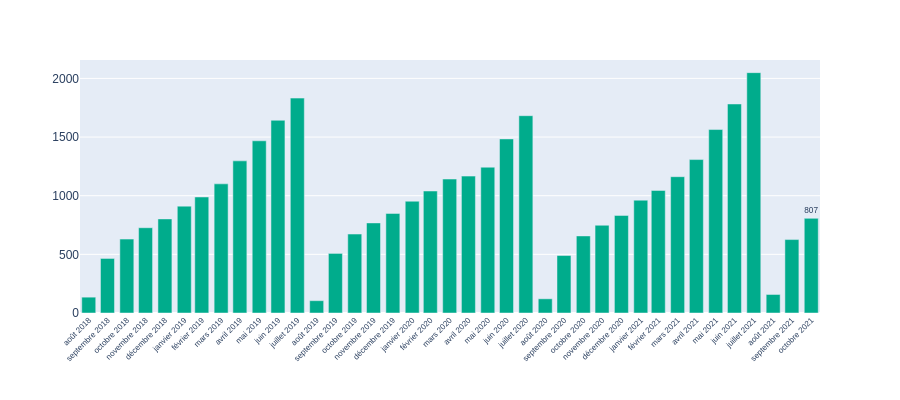 2000
1500
1000
500
0
807
août 2018
septembre 2018
octobre 2018
novembre 2018
décembre 2018
janvier 2019
février 2019
mars 2019
avril 2019
mai 2019
juin 2019
juillet 2019
août 2019
septembre 2019
octobre 2019
novembre 2019
décembre 2019
janvier 2020
février 2020
mars 2020
avril 2020
mai 2020
juin 2020
juillet 2020
août 2020
septembre 2020
octobre 2020
novembre 2020
décembre 2020
janvier 2021
février 2021
mars 2021
avril 2021
mai 2021
juin 2021
juillet 2021
août 2021
septembre 2021
octobre 2021